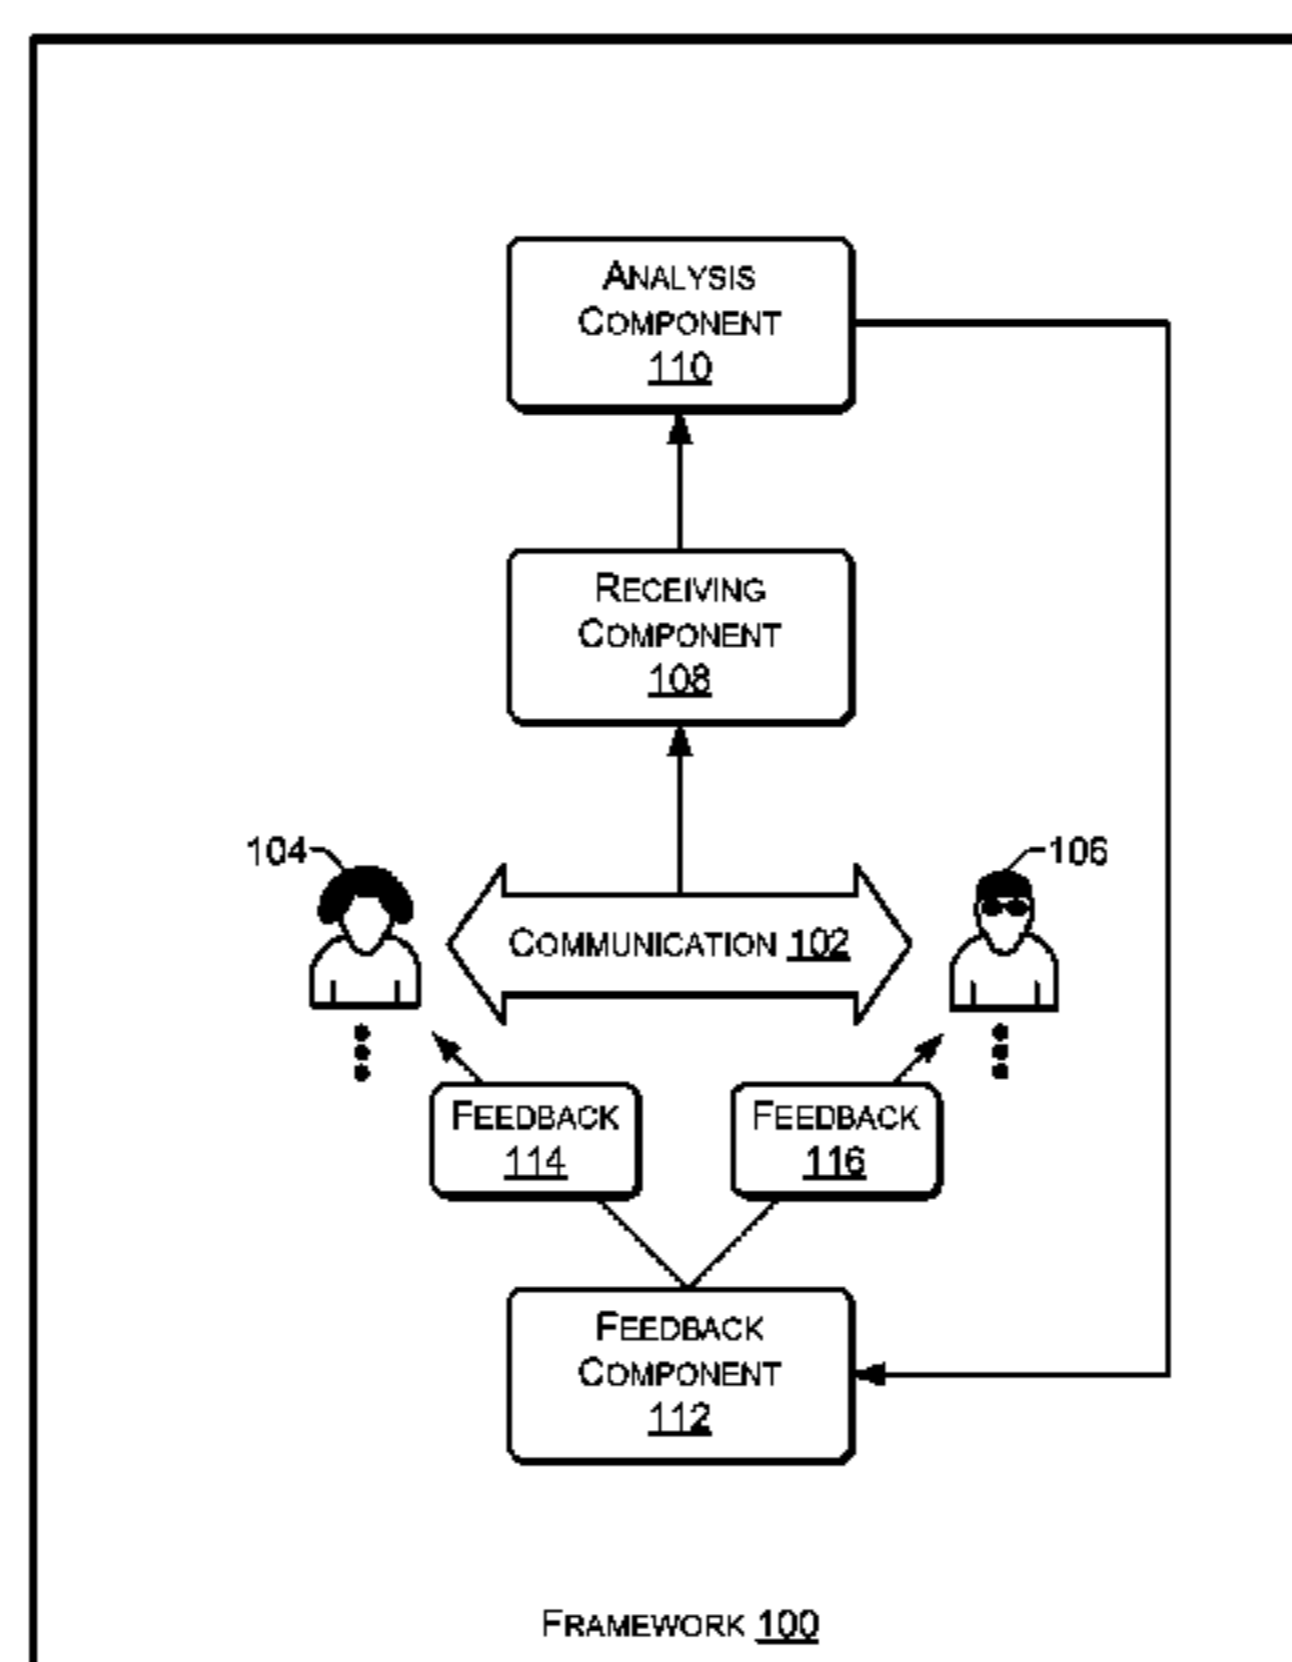 ANALYSIS
COMPONENT
110
RECEIVING
COMPONENT
108
104
106
COMMUNICATION 102
FEEDBACK
114
FEEDBACK
116
FEEDBACK
COMPONENT
112
FRAMEWORK 100